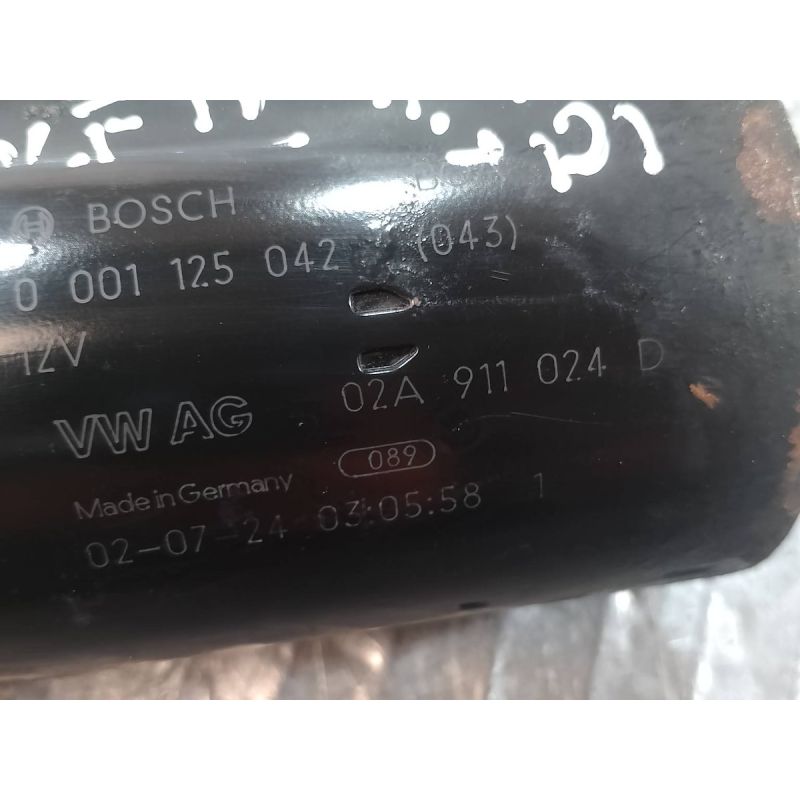 BOSCH
0 001 125 042 (043)
12V
VW AG 02A 911 024 D
089
Made in Germany
02-07-24 03:05:58 1